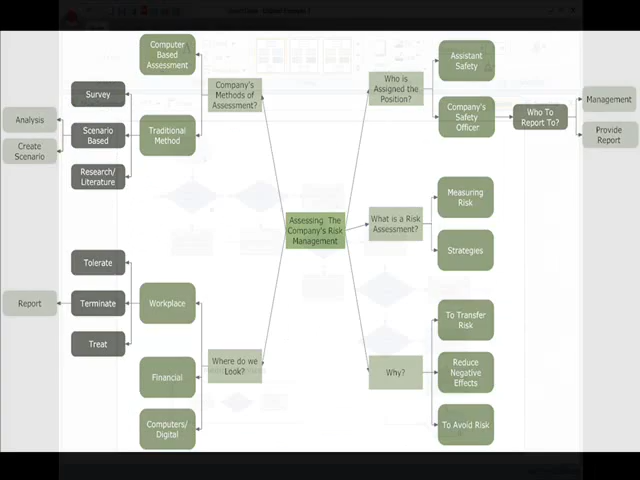 Computer
Based
Assessment
Survey
Company's
Methods of
Assessment?
Analysis
Scenario
Based
Traditional
Method
Create
Scenario
Research/
Literature
Assistant
Safety
Who is
Assigned the
Position?
Company's
Safety
Officer
Who To
Report To?
Management
Provide
Report
Assessing The
Company's Risk
Management
What is a Risk
Assessment?
Measuring
Risk
Strategies
Tolerate
Report
Terminate
Workplace
Treat
Where do we
Look?
Financial
Computers/
Digital
Why?
To Transfer
Risk
Reduce
Negative
Effects
To Avoid Risk